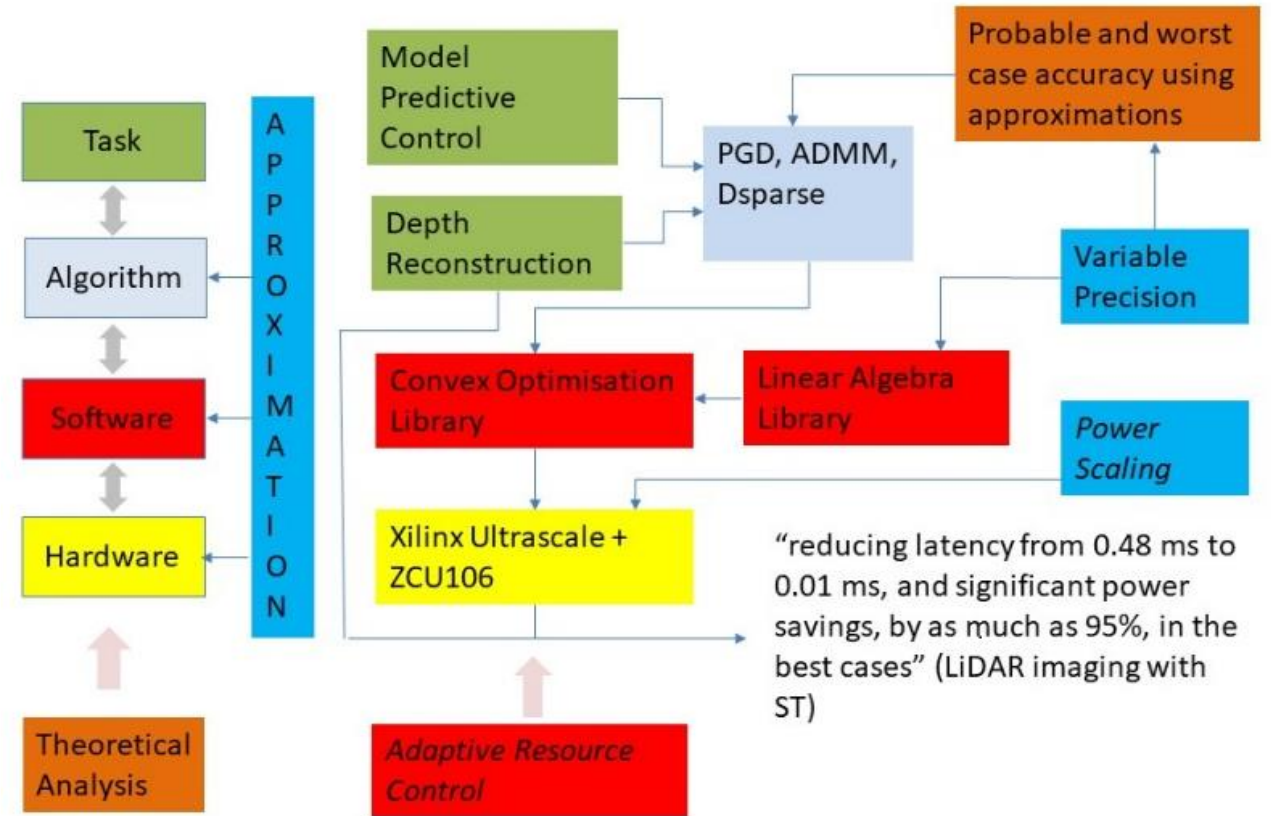 Task
Algorithm
Software
Hardware
Theoretical
Analysis
A
P
P
R
O
X
I
M
A
T
I
O
N
Model
Predictive
Control
Depth
Reconstruction
PGD, ADMM,
Dsparse
Probable and worst
case accuracy using
approximations
Variable
Precision
Convex Optimisation
Library
Linear Algebra
Library
Power
Scaling
Xilinx Ultrascale +
ZCU106
“reducing latency from 0.48 ms to
0.01 ms, and significant power
savings, by as much as 95%, in the
best cases” (LiDAR imaging with
ST)
Adaptive Resource
Control